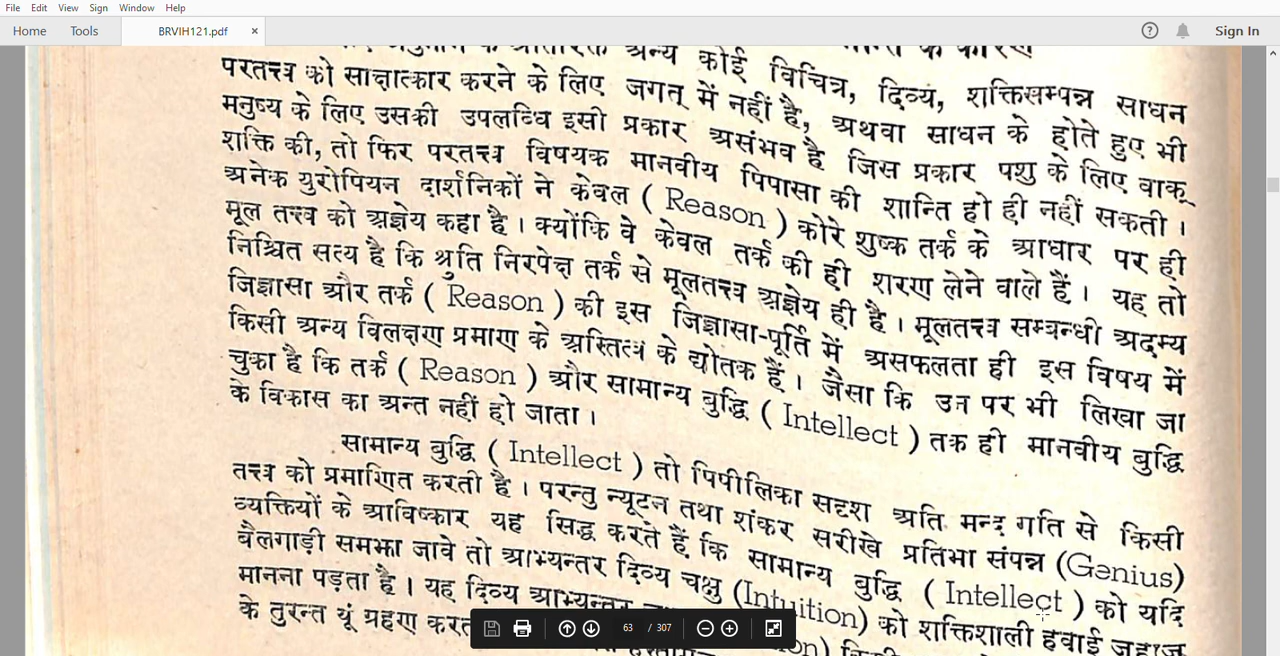 File Edit View Sign Window Help
Home Tools BRVIH121.pdf × Sign In
अन्य कोई विचित्र, दिव्य, शक्तिसम्पन्न साधन
परतत्त्व को साक्षात्कार करने के लिए जगत् में नहीं है, अथवा साधन के होते हुए भी
मनुष्य के लिए उसकी उपलब्धि इसी प्रकार असंभव है जिस प्रकार पशु के लिए वाक्
शक्ति की, तो फिर परतत्त्व विषयक मानवीय पिपासा की शान्ति हो ही नहीं सकती ।
अनेक युरोपियन दार्शनिकों ने केवल ( Reason ) कोरे शुष्क तर्क के आधार पर ही
मूल तत्त्व को अज्ञेय कहा है । क्योंकि वे केवल तर्क की ही शरण लेने वाले हैं । यह तो
निश्चित सत्य है कि श्रुति निरपेक्ष तर्क से मूलतत्त्व अज्ञेय ही है । मूलतत्त्व सम्बन्धी अदम्य
जिज्ञासा और तर्क ( Reason ) की इस जिज्ञासा-पूर्ति में असफलता ही इस विषय में
किसी अन्य विलक्षण प्रमाण के अस्तित्व के द्योतक हैं । जैसा कि उन पर भी लिखा जा
चुका है कि तर्क ( Reason ) और सामान्य बुद्धि ( Intellect ) तक ही मानवीय बुद्धि
के विकास का अन्त नहीं हो जाता ।
सामान्य बुद्धि ( Intellect ) तो पिपीलिका सदृश अति मन्द गति से किसी
तत्त्व को प्रमाणित करती है । परन्तु न्यूटन तथा शंकर सरीखे प्रतिभा संपन्न (Genius)
व्यक्तियों के आविष्कार यह सिद्ध करते हैं कि सामान्य बुद्धि ( Intellect ) को यदि
बैलगाड़ी समझा जावे तो आभ्यन्तर दिव्य चक्षु (Intuition) को शक्तिशाली हवाई जहाज
मानना पड़ता है । यह दिव्य आभ्यन्तर
के तुरन्त यूं ग्रहण
63 / 307